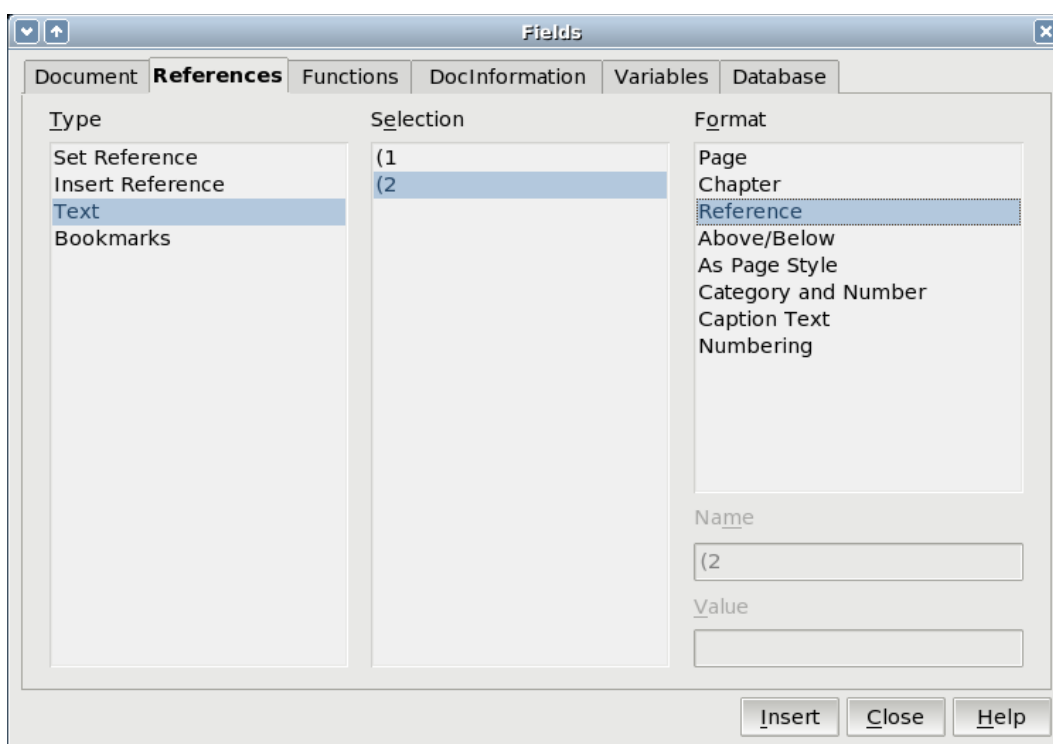 Fields
Document References Functions DocInformation Variables Database
Type
Set Reference
Insert Reference
Text
Bookmarks
Selection
(1
(2
Format
Page
Chapter
Reference
Above/Below
As Page Style
Category and Number
Caption Text
Numbering
Name
(2
Value
Insert Close Help